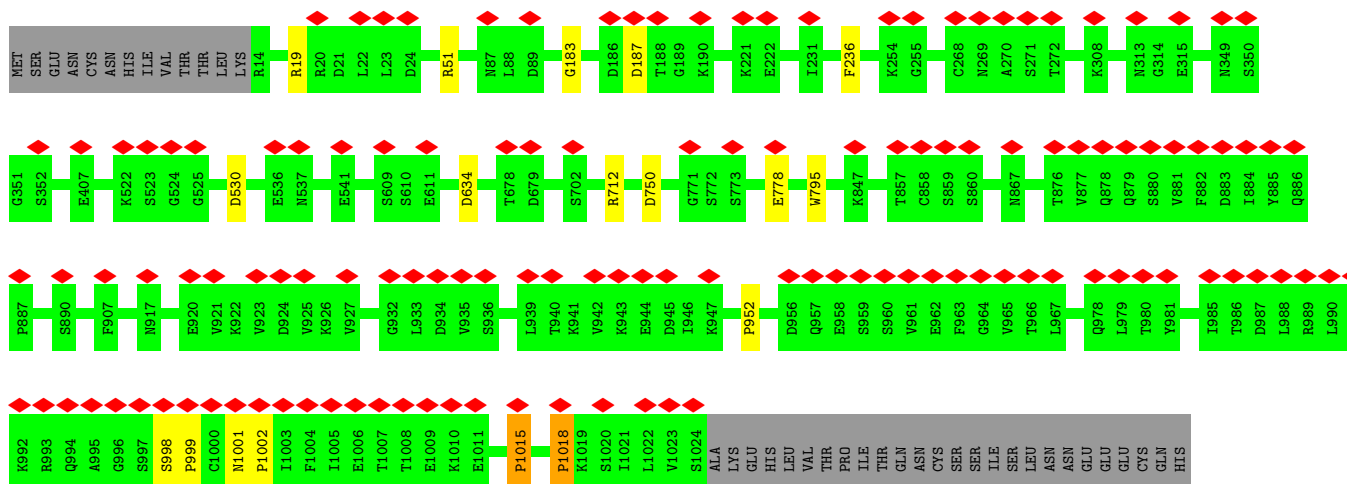 MET SER GLU ASN CYS ASN HIS ILE VAL THR THR LEU LYS R14 R19 R20 D21 L22 L23 D24 R51 N87 L88 D89 G183 D186 D187 T188 G189 K190 K221 E222 I231 F236 K254 G255 C268 N269 A270 S271 T272 K308 N313 G314 E315 N349 S350
G351 S352 E407 K522 S523 G524 G525 D530 E536 N537 E541 S609 S610 E611 D634 T678 D679 S702 R712 D750 G771 S772 S773 E778 W795 K847 T857 C858 S859 S860 N867 T876 V877 Q878 Q879 S880 V881 F882 D883 I884 Y885 Q886
P887 S890 F907 N917 E920 V921 K922 V923 D924 V925 K926 V927 G932 L933 D934 V935 S936 L939 T940 K941 V942 K943 E944 D945 I946 K947 P952 D956 Q957 E958 S959 S960 V961 E962 F963 G964 V965 T966 L967 Q978 L979 T980 Y981 I985 T986 D987 L988 R989 L990
K992 R993 Q994 A995 G996 S997 S998 P999 C1000 N1001 P1002 I1003 F1004 I1005 E1006 T1007 T1008 E1009 K1010 E1011 P1015 P1018 K1019 S1020 I1021 L1022 V1023 S1024 ALA LYS GLU HIS LEU VAL THR PRO ILE THR GLN ASN CYS SER SER ILE SER LEU ASN ASN GLU GLU GLU CYS GLN HIS